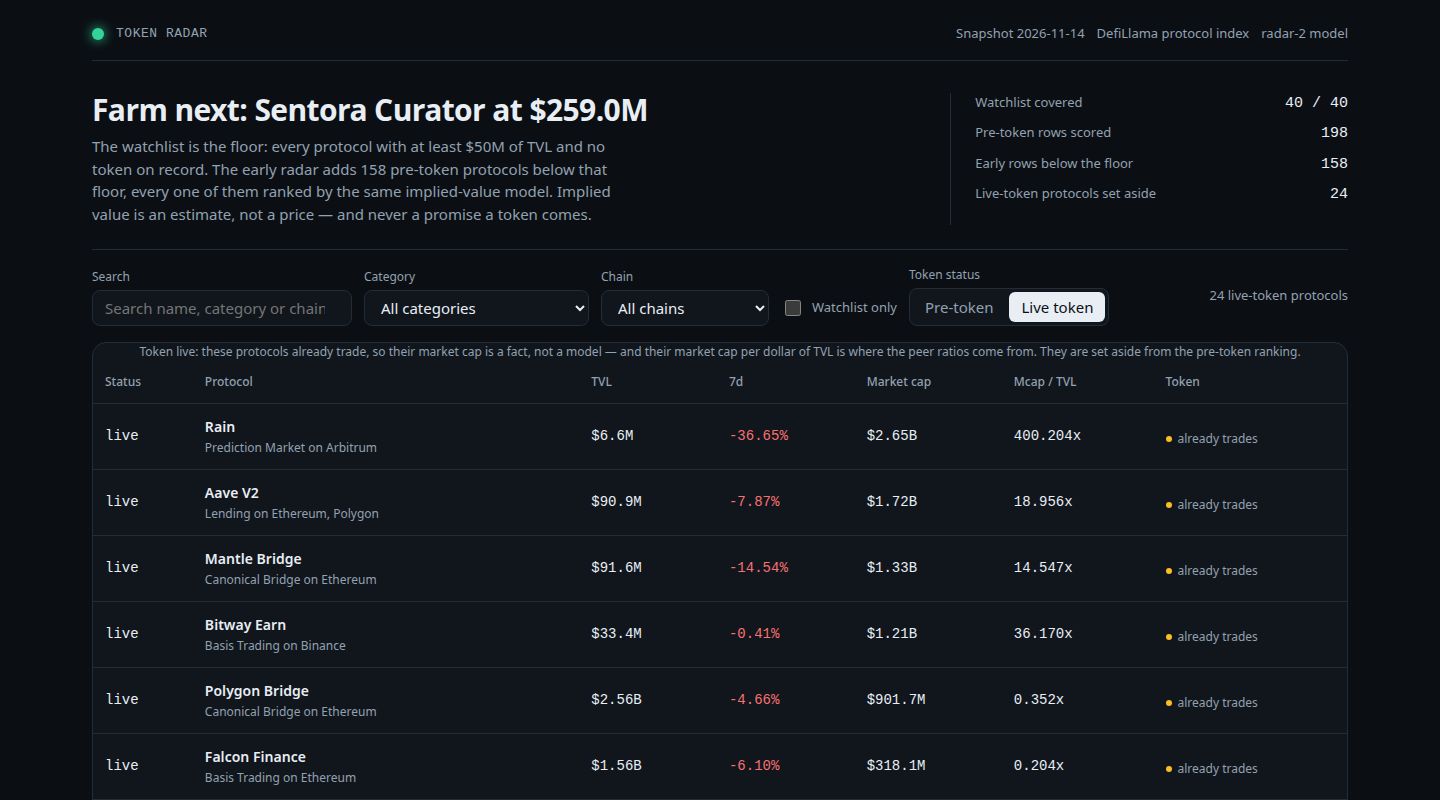 TOKEN RADAR
Snapshot 2026-11-14 DefiLlama protocol index radar-2 model
Farm next: Sentora Curator at $259.0M
The watchlist is the floor: every protocol with at least $50M of TVL and no
token on record. The early radar adds 158 pre-token protocols below that
floor, every one of them ranked by the same implied-value model. Implied
value is an estimate, not a price — and never a promise a token comes.
Watchlist covered 40 / 40
Pre-token rows scored 198
Early rows below the floor 158
Live-token protocols set aside 24
Search Category Chain Token status
Search name, category or chain All categories All chains Watchlist only Pre-token Live token 24 live-token protocols
Token live: these protocols already trade, so their market cap is a fact, not a model — and their market cap per dollar of TVL is where the peer ratios come from. They are set aside from the pre-token ranking.
Status Protocol TVL 7d Market cap Mcap / TVL Token
live Rain $6.6M -36.65% $2.65B 400.204x already trades
Prediction Market on Arbitrum
live Aave V2 $90.9M -7.87% $1.72B 18.956x already trades
Lending on Ethereum, Polygon
live Mantle Bridge $91.6M -14.54% $1.33B 14.547x already trades
Canonical Bridge on Ethereum
live Bitway Earn $33.4M -0.41% $1.21B 36.170x already trades
Basis Trading on Binance
live Polygon Bridge $2.56B -4.66% $901.7M 0.352x already trades
Canonical Bridge on Ethereum
live Falcon Finance $1.56B -6.10% $318.1M 0.204x already trades
Basis Trading on Ethereum